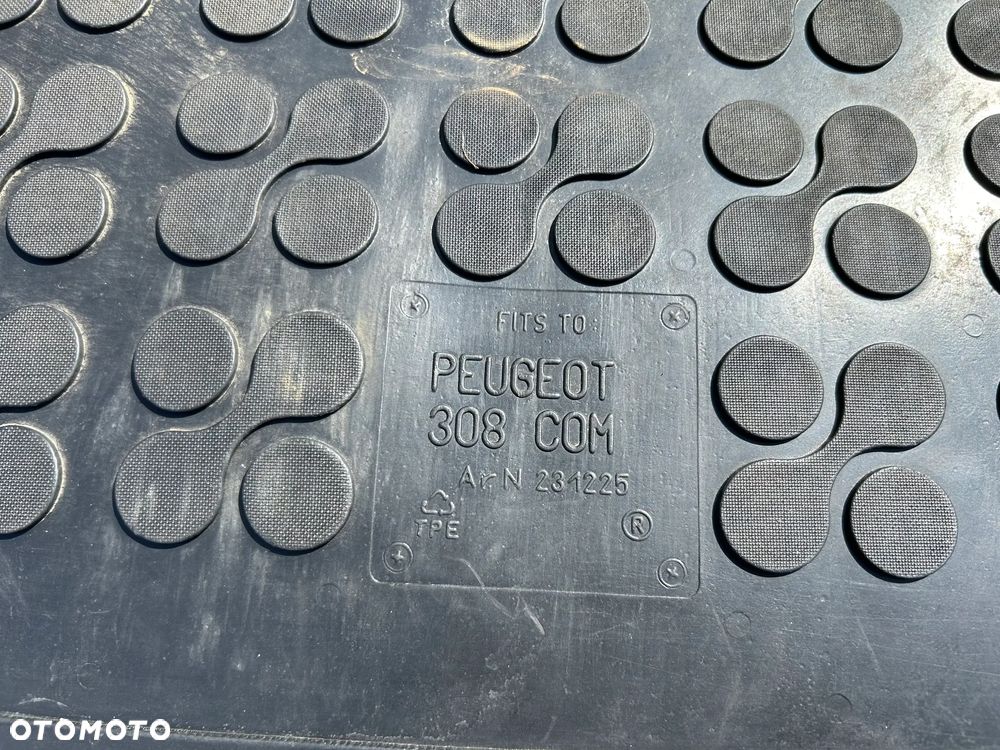 FITS TO:
PEUGEOT
308 COM
Ar N 231225
TPE
®
OTOMOTO